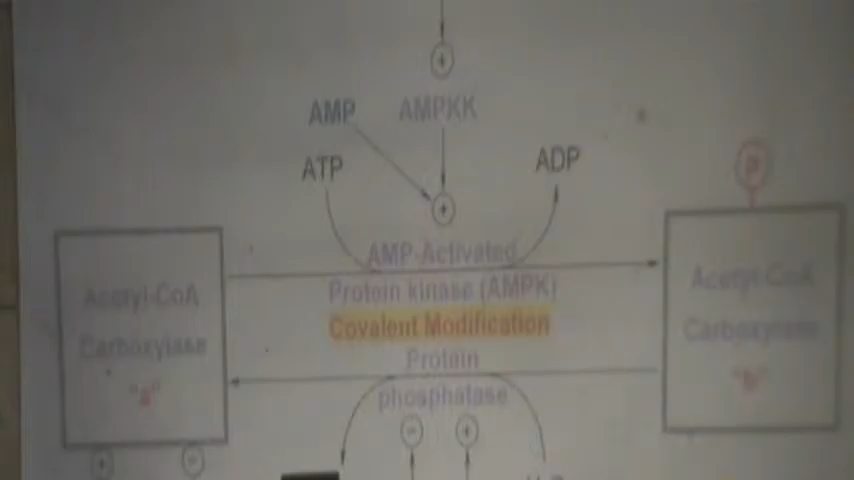 +
AMP AMPKK
ATP
ADP
+
P
AMP-Activated
Protein kinase (AMPK)
Covalent Modification
Protein
phosphatase
Acetyl-CoA
Carboxylase
"a"
Acetyl-CoA
Carboxylase
"b"
- +
+ -